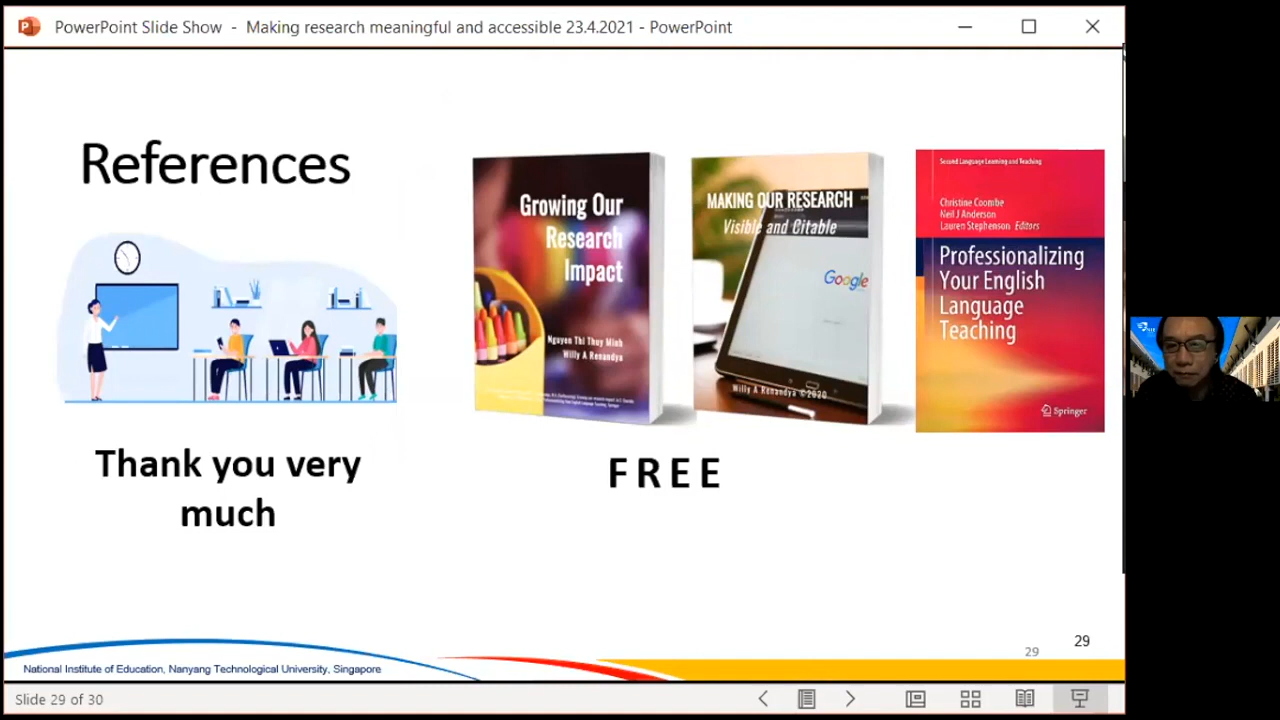 PowerPoint Slide Show - Making research meaningful and accessible 23.4.2021 - PowerPoint
References
Thank you very
much
Growing Our
Research
Impact
Nguyen Thi Thuy Minh
Willy A Renandya
MAKING OUR RESEARCH
Visible and Citable
Google
Willy A Renandya ©2020
Second Language Learning and Teaching
Christine Coombe
Neil J Anderson
Lauren Stephenson Editors
Professionalizing
Your English
Language
Teaching
Springer
FREE
29
29
National Institute of Education, Nanyang Technological University, Singapore
Slide 29 of 30